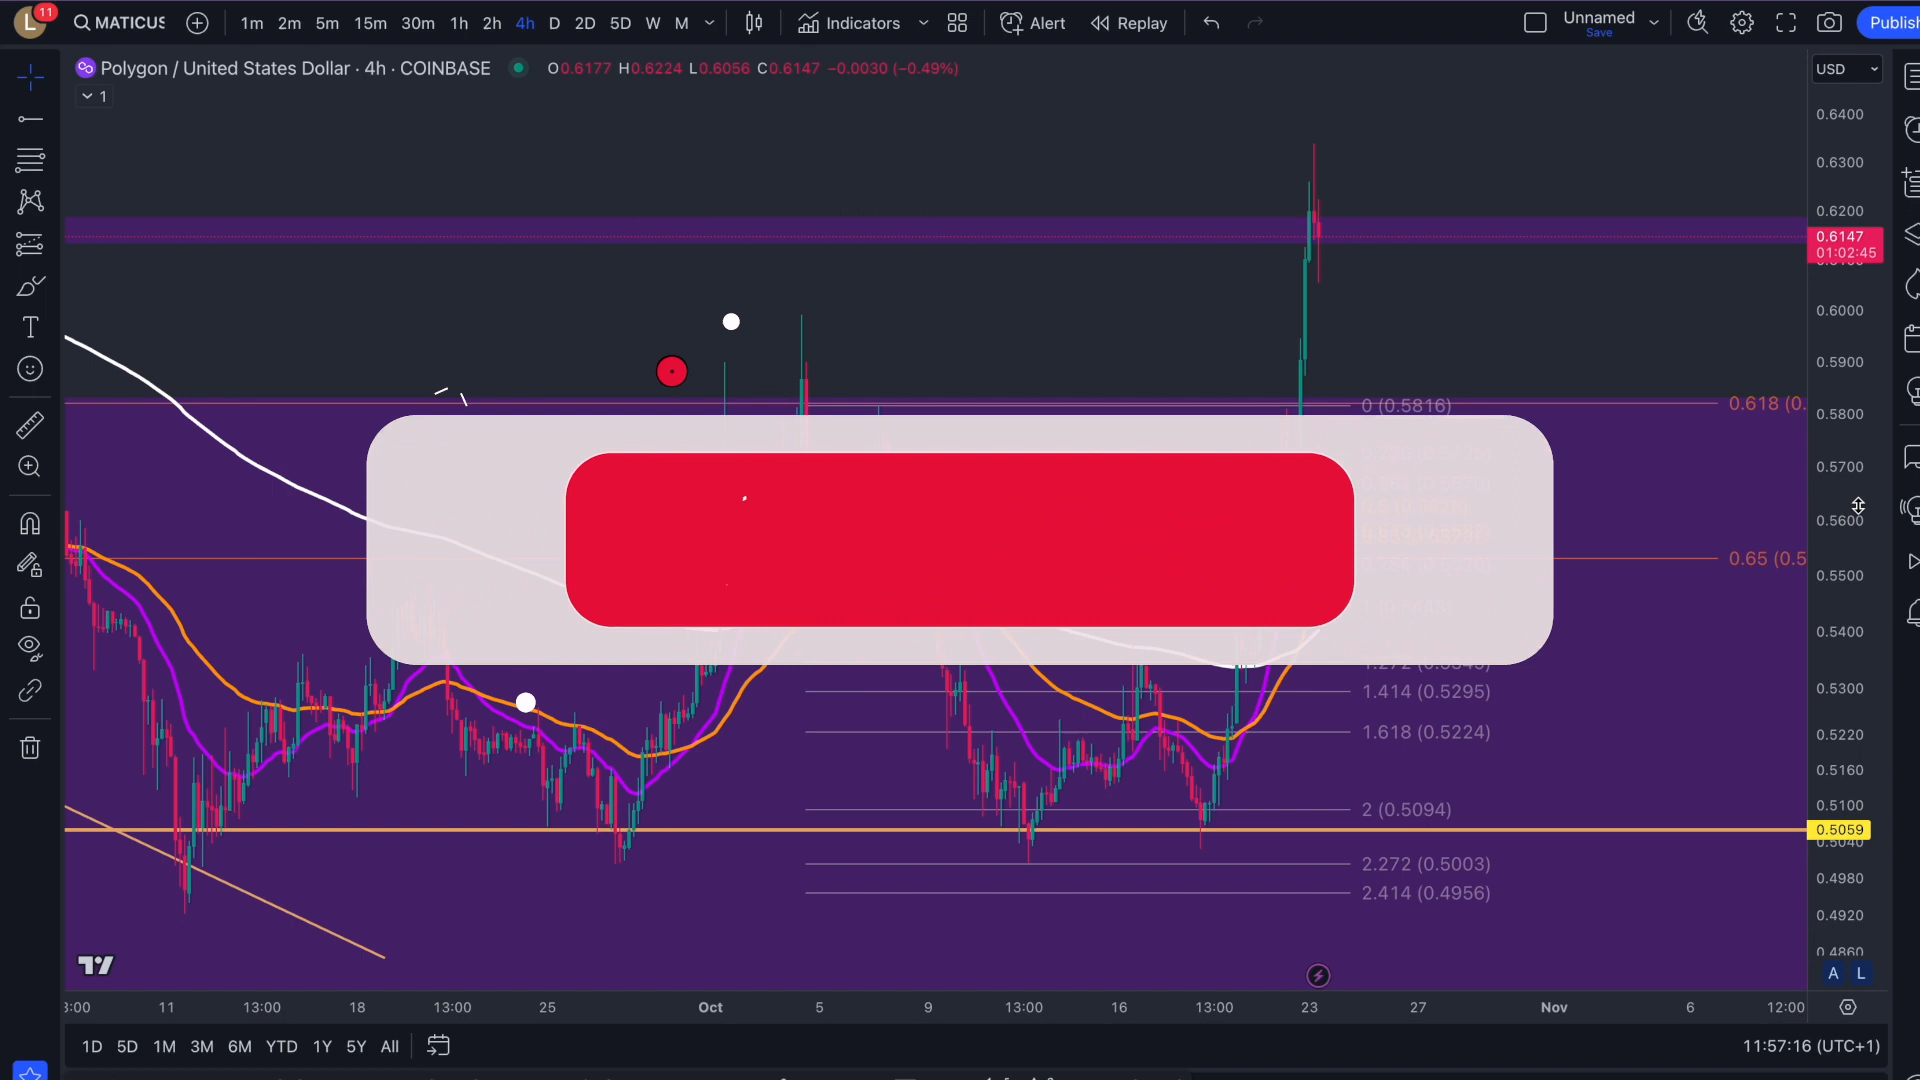 L
11
MATICUS
1m 2m 5m 15m 30m 1h 2h 4h D 2D 5D W M
Indicators
Alert
Replay
Unnamed
Save
Publish
Polygon / United States Dollar · 4h · COINBASE
O0.6177 H0.6224 L0.6056 C0.6147 −0.0030 (−0.49%)
1
USD
0.6400
0.6300
0.6200
0.6147
01:02:45
0.6000
0.5900
0.5800
0.5700
0.5600
0.5500
0.5400
0.5300
0.5220
0.5160
0.5100
0.5059
0.5040
0.4980
0.4920
0.4860
0 (0.5816)
0.618 (0.
0.65 (0.5
1.414 (0.5295)
1.618 (0.5224)
2 (0.5094)
2.272 (0.5003)
2.414 (0.4956)
A L
11 13:00 18 13:00 25 Oct 5 9 13:00 16 13:00 23 27 Nov 6 12:00
1D 5D 1M 3M 6M YTD 1Y 5Y All
11:57:16 (UTC+1)